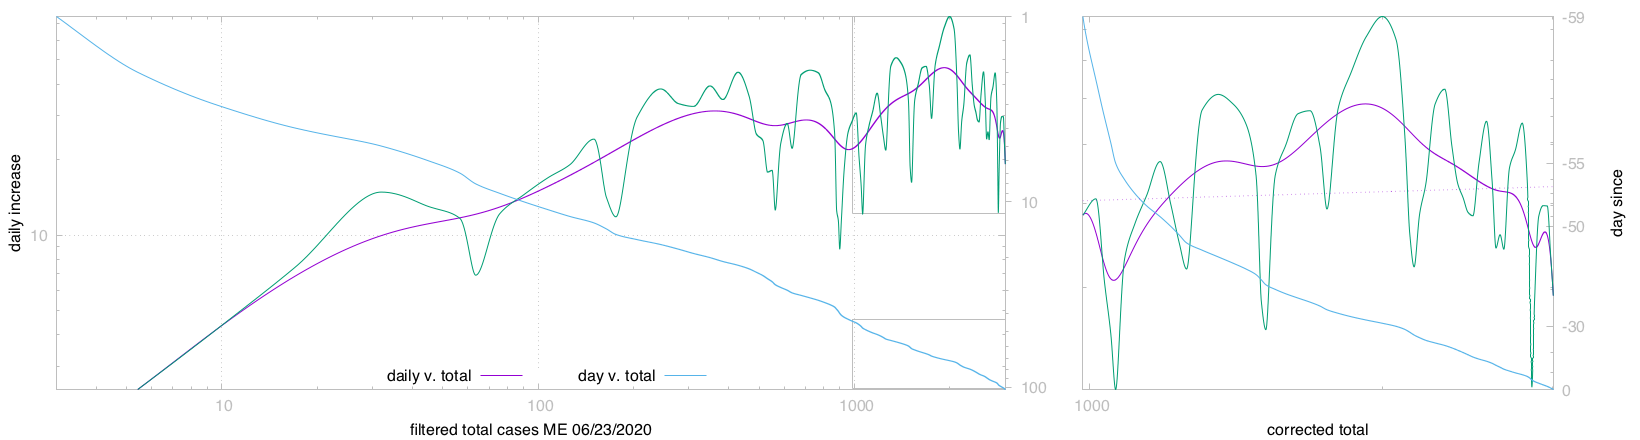 daily increase
10
daily v. total
day v. total
10
100
1000
filtered total cases ME 06/23/2020
1
10
100
1000
corrected total
-59
-55
-50
-30
0
day since